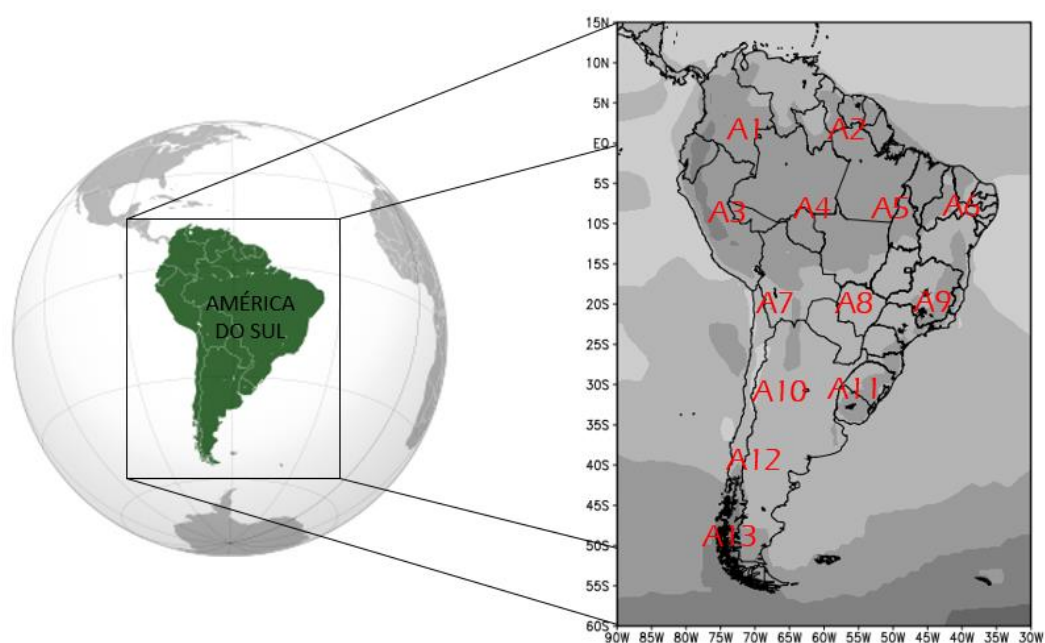 AMÉRICA
DO SUL
15N
10N
5N
EQ
5S
10S
15S
20S
25S
30S
35S
40S
45S
50S
55S
60S
A1
A2
A3
A4
A5
A6
A7
A8
A9
A10
A11
A12
A13
90W 85W 80W 75W 70W 65W 60W 55W 50W 45W 40W 35W 30W